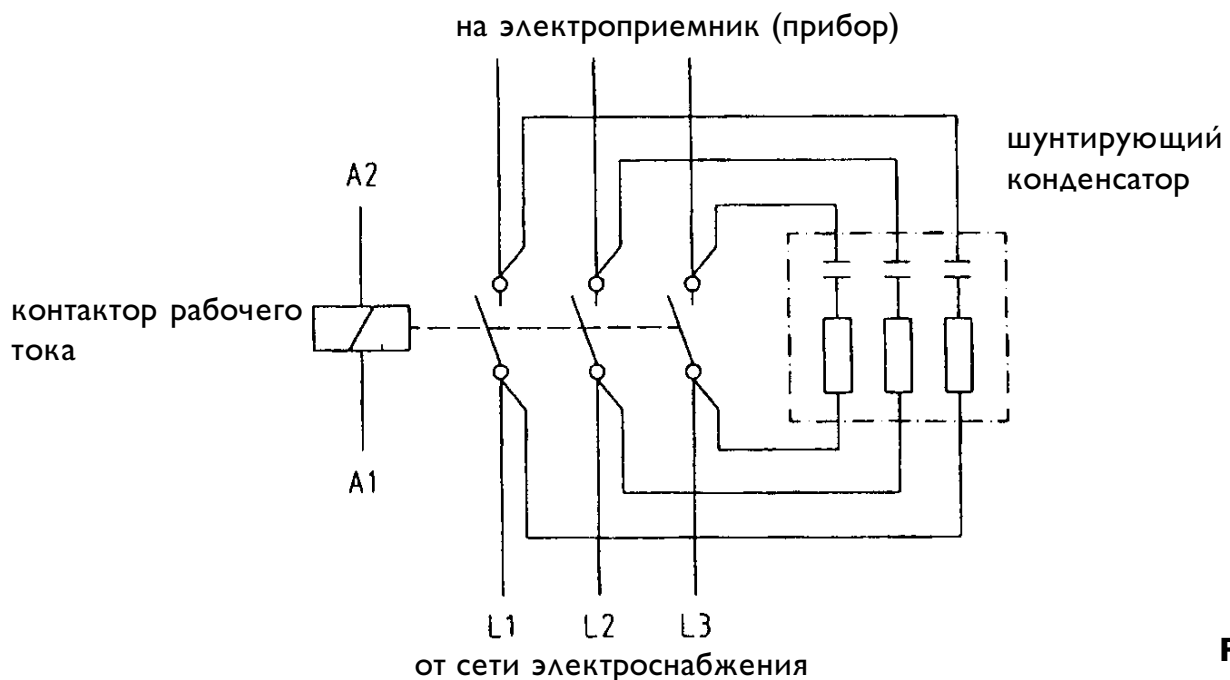 на электроприемник (прибор)
шунтирующий
конденсатор
A2
контактор рабочего
тока
A1
L1 L2 L3
от сети электроснабжения